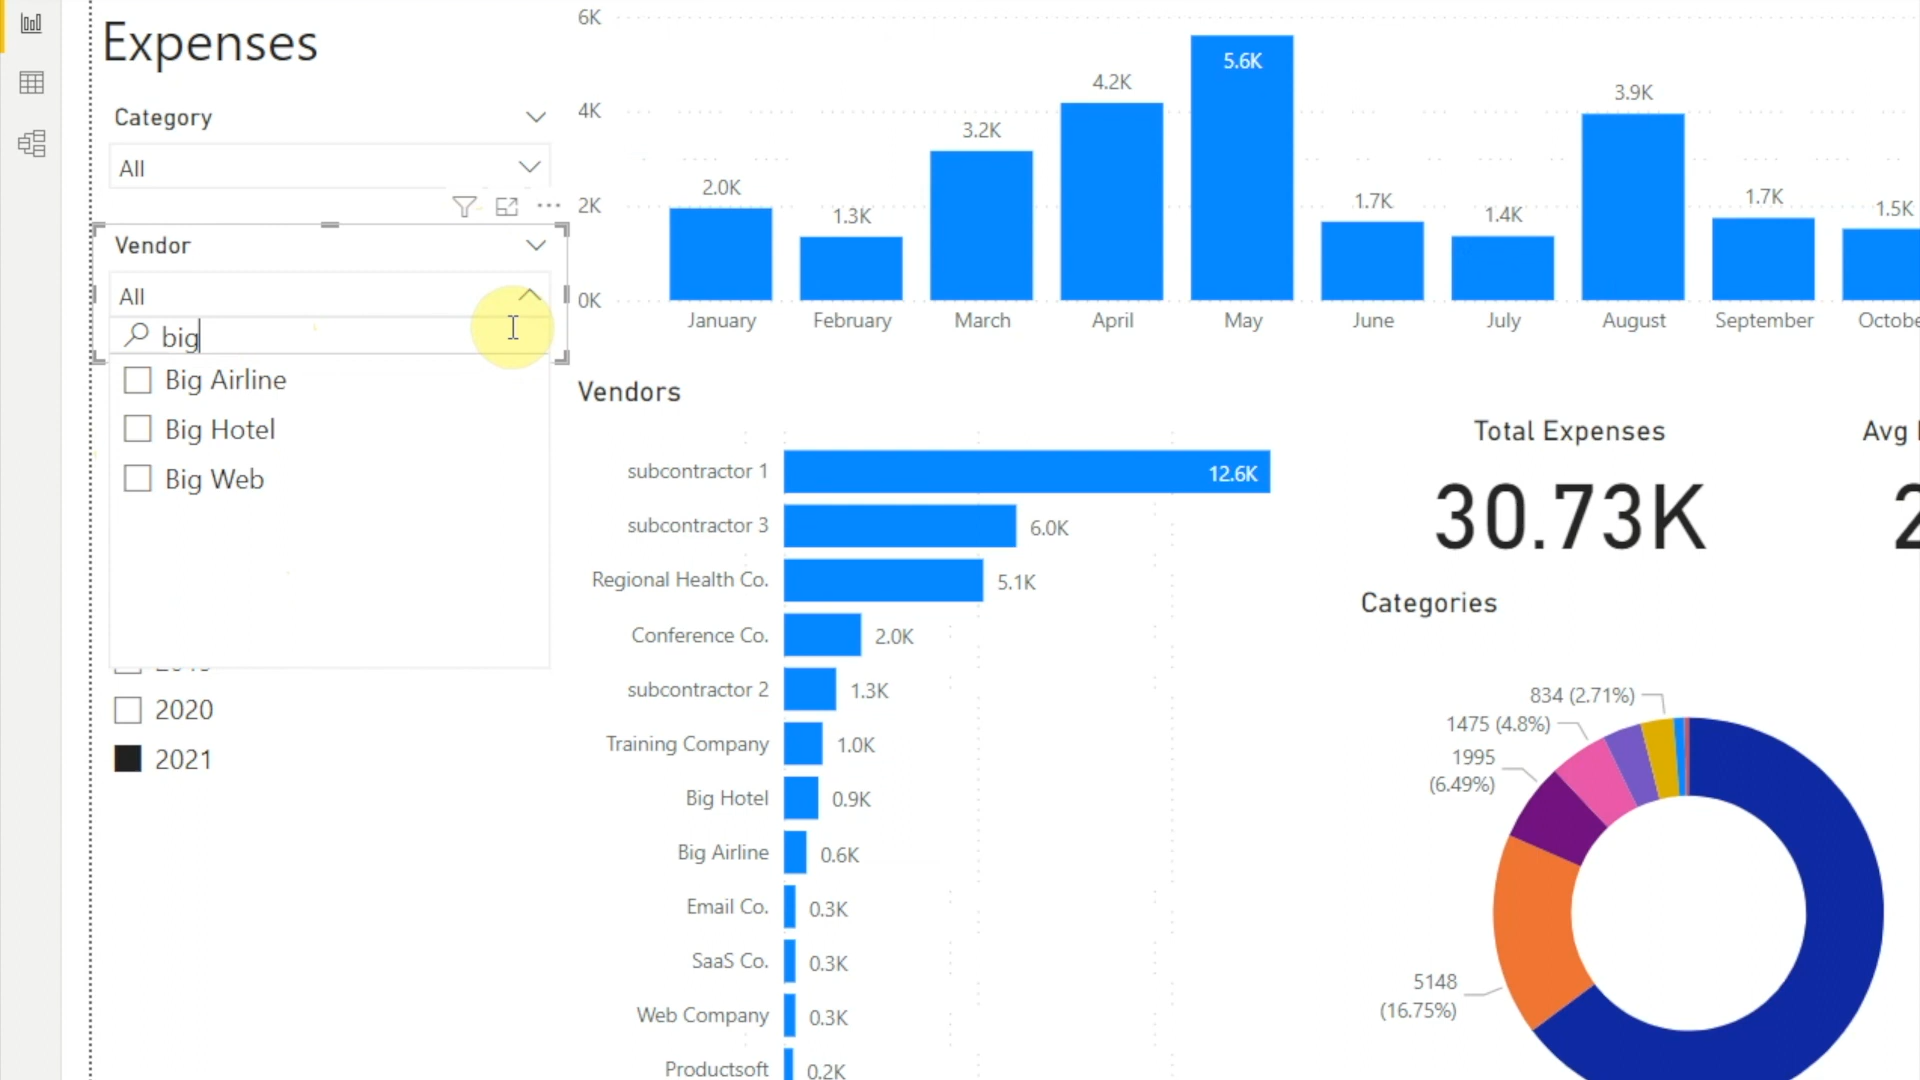 Expenses
Category
All
Vendor
All
big
Big Airline
Big Hotel
Big Web
2020
2021
6K
4K
2K
0K
2.0K
1.3K
3.2K
4.2K
5.6K
1.7K
1.4K
3.9K
1.7K
1.5K
January
February
March
April
May
June
July
August
September
Octobe
Vendors
subcontractor 1
12.6K
subcontractor 3
6.0K
Regional Health Co.
5.1K
Conference Co.
2.0K
subcontractor 2
1.3K
Training Company
1.0K
Big Hotel
0.9K
Big Airline
0.6K
Email Co.
0.3K
SaaS Co.
0.3K
Web Company
0.3K
Productsoft
0.2K
Total Expenses
30.73K
Avg
2
Categories
834 (2.71%)
1475 (4.8%)
1995
(6.49%)
5148
(16.75%)